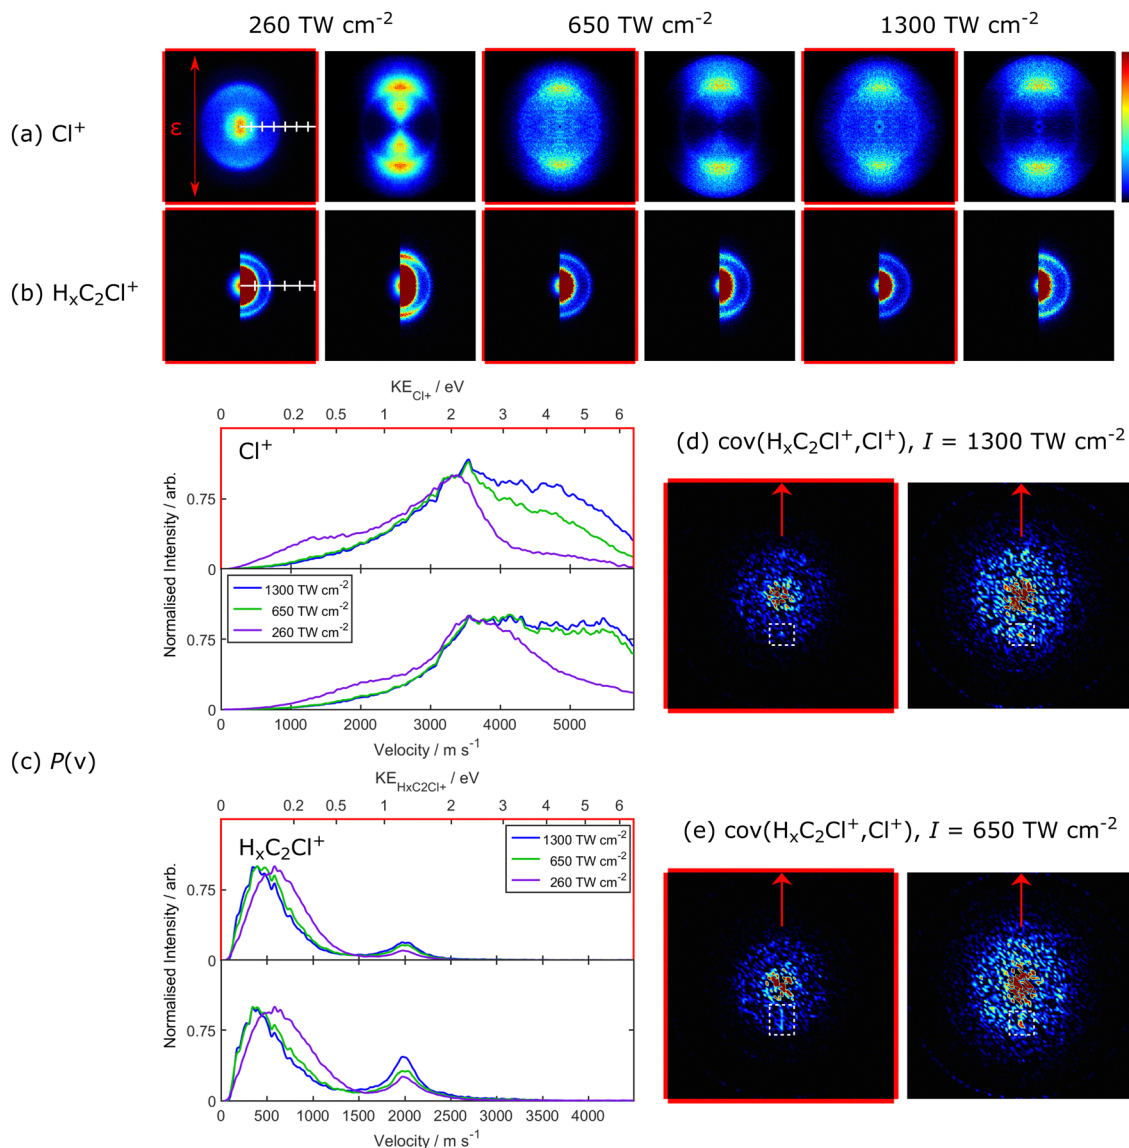 260 TW cm⁻² 650 TW cm⁻² 1300 TW cm⁻²
(a) Cl⁺
ε
(b) HₓC₂Cl⁺
KE_Cl+ / eV
0 0.2 0.5 1 2 3 4 5 6
Cl⁺
0.75
0
1300 TW cm⁻²
650 TW cm⁻²
260 TW cm⁻²
0.75
0
Normalised Intensity / arb.
0 1000 2000 3000 4000 5000
Velocity / m s⁻¹
(d) cov(HₓC₂Cl⁺,Cl⁺), I = 1300 TW cm⁻²
(c) P(v)
KE_HxC2Cl+ / eV
0 0.2 0.5 1 2 3 4 5 6
HₓC₂Cl⁺
1300 TW cm⁻²
650 TW cm⁻²
260 TW cm⁻²
0.75
0
0.75
0
Normalised Intensity / arb.
0 500 1000 1500 2000 2500 3000 3500 4000
Velocity / m s⁻¹
(e) cov(HₓC₂Cl⁺,Cl⁺), I = 650 TW cm⁻²